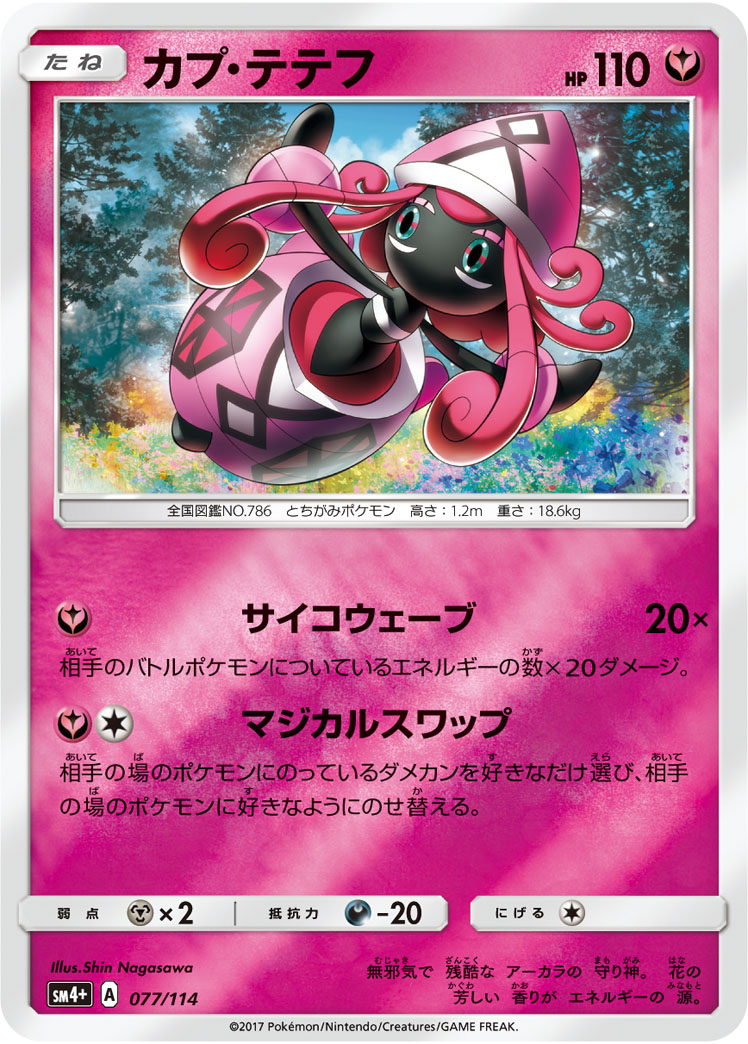 たね カプ・テテフ HP 110
全国図鑑NO.786 とちがみポケモン 高さ:1.2m 重さ:18.6kg
サイコウェーブ 20×
相手のバトルポケモンについているエネルギーの数×20ダメージ。
マジカルスワップ
相手の場のポケモンにのっているダメカンを好きなだけ選び、相手
の場のポケモンに好きなようにのせ替える。
弱点 ×2 抵抗力 -20 にげる
Illus.Shin Nagasawa
無邪気で 残酷な アーカラの 守り神。 花の
芳しい 香りが エネルギーの 源。
SM4+ A 077/114
©2017 Pokémon/Nintendo/Creatures/GAME FREAK.